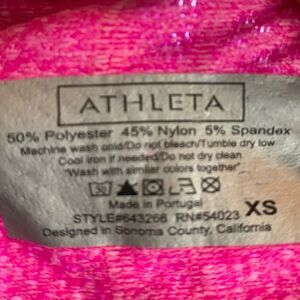 ATHLETA
50% Polyester 45% Nylon 5% Spandex
Machine wash cold/Do not bleach/Tumble dry low
Cool iron if needed/Do not dry clean
"Wash with similar colors together"
30
Made in Portugal
STYLE#643266 RN#54023 XS
Designed in Sonoma County, California